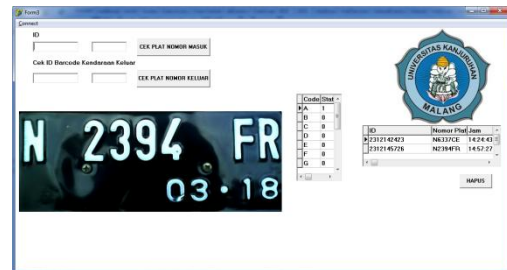 Form3
Connect
ID
CEK PLAT NOMOR MASUK
Cek ID Barcode Kendaraan Keluar
CEK PLAT NOMOR KELUAR
N 2394 FR
03·18
Code Stat
A 1
B 0
C 0
D 0
E 0
F 0
G 0
UNIVERSITAS KANJURUHAN
MALANG
ID Nomor Plat Jam
2312142423 N6337CE 14:24:43
2312145726 N2394FR 14:57:27
HAPUS